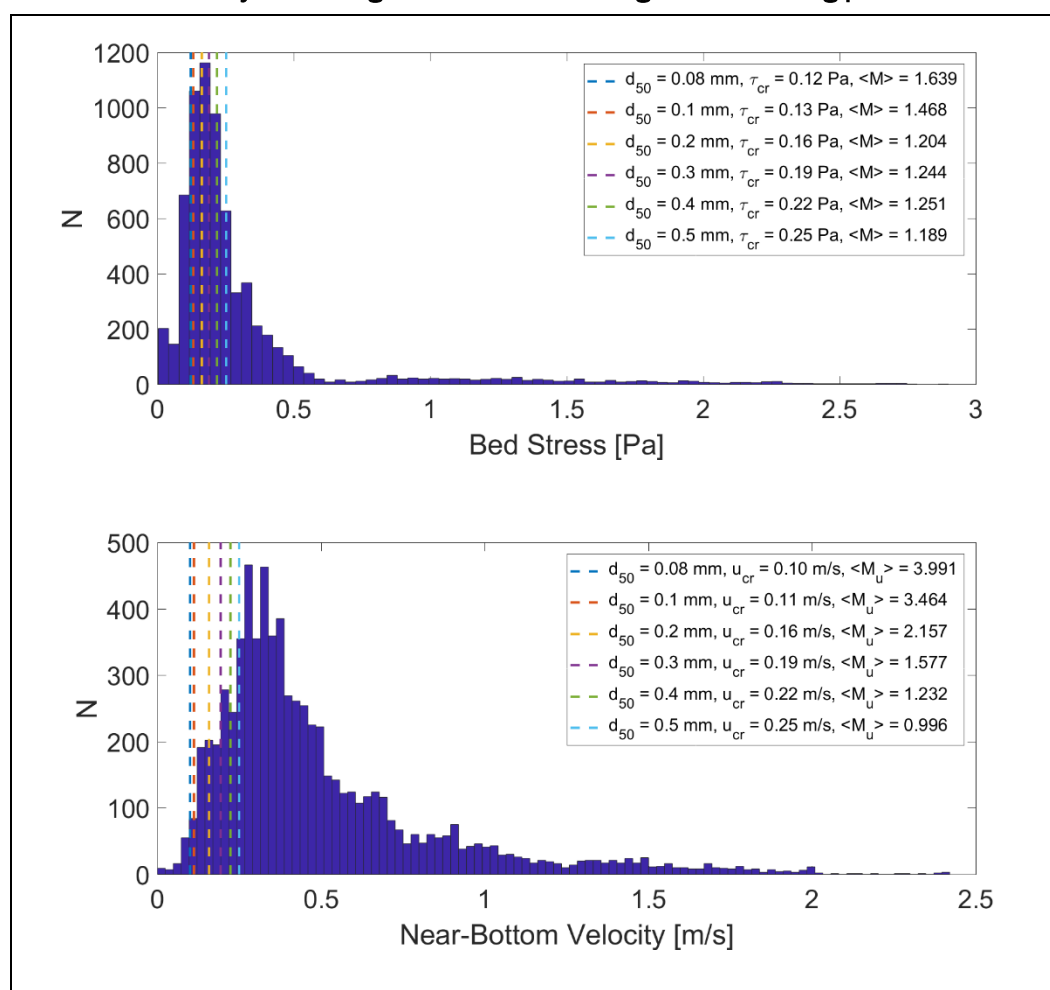 1200
1000
800
600
400
200
0
N
0 0.5 1 1.5 2 2.5 3
Bed Stress [Pa]
d50 = 0.08 mm, τcr = 0.12 Pa, <M> = 1.639
d50 = 0.1 mm, τcr = 0.13 Pa, <M> = 1.468
d50 = 0.2 mm, τcr = 0.16 Pa, <M> = 1.204
d50 = 0.3 mm, τcr = 0.19 Pa, <M> = 1.244
d50 = 0.4 mm, τcr = 0.22 Pa, <M> = 1.251
d50 = 0.5 mm, τcr = 0.25 Pa, <M> = 1.189
500
400
300
200
100
0
N
0 0.5 1 1.5 2 2.5
Near-Bottom Velocity [m/s]
d50 = 0.08 mm, ucr = 0.10 m/s, <Mu> = 3.991
d50 = 0.1 mm, ucr = 0.11 m/s, <Mu> = 3.464
d50 = 0.2 mm, ucr = 0.16 m/s, <Mu> = 2.157
d50 = 0.3 mm, ucr = 0.19 m/s, <Mu> = 1.577
d50 = 0.4 mm, ucr = 0.22 m/s, <Mu> = 1.232
d50 = 0.5 mm, ucr = 0.25 m/s, <Mu> = 0.996